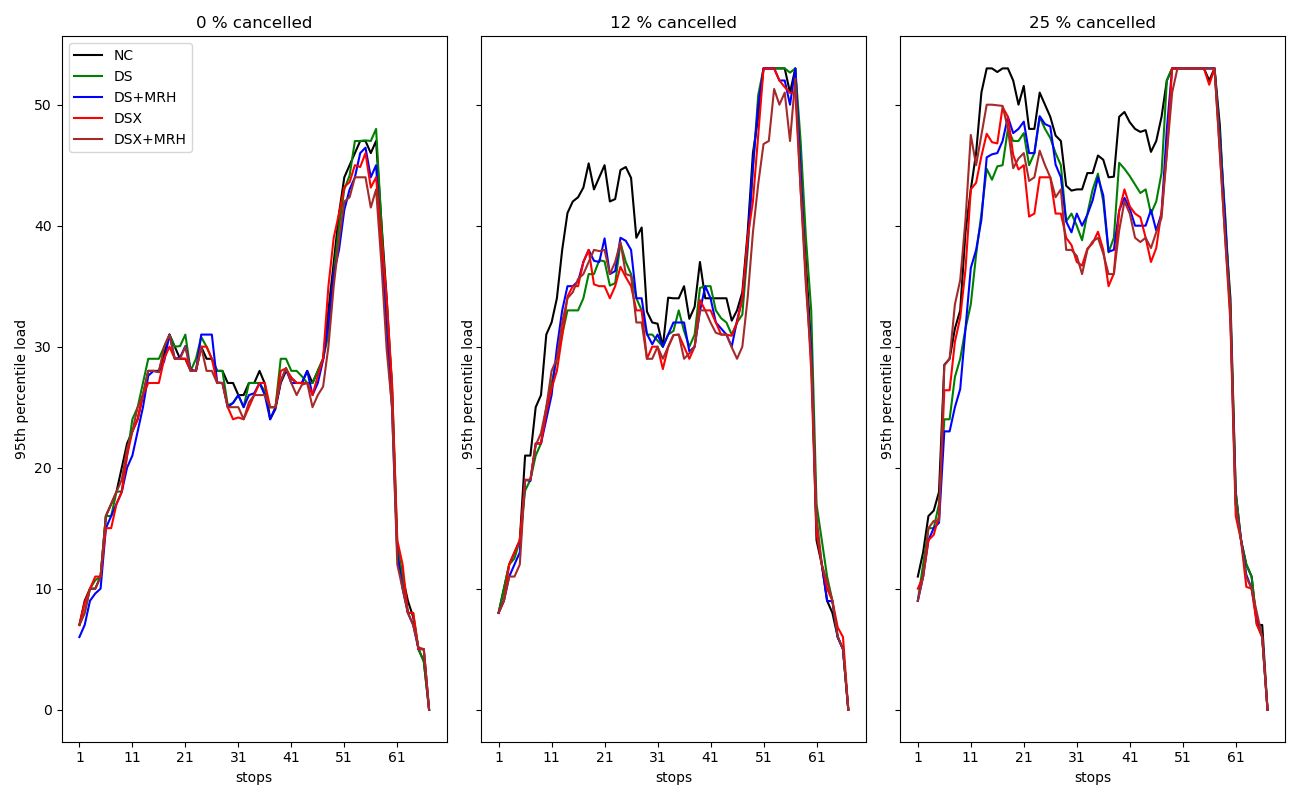 0 % cancelled
NC
DS
DS+MRH
DSX
DSX+MRH
50
40
30
20
10
0
95th percentile load
1 11 21 31 41 51 61
stops
12 % cancelled
95th percentile load
1 11 21 31 41 51 61
stops
25 % cancelled
95th percentile load
1 11 21 31 41 51 61
stops